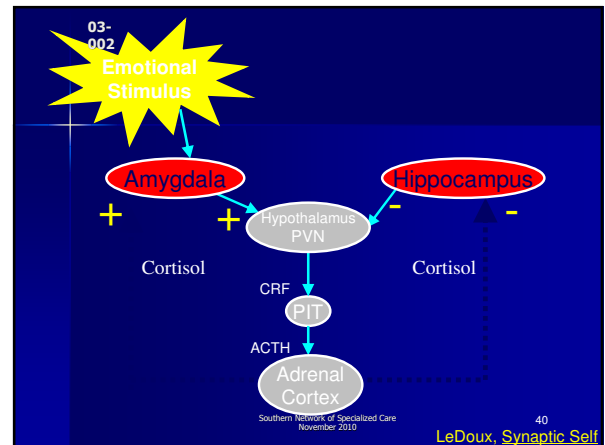 03-
002
Emotional
Stimulus
Amygdala
Hippocampus
+
+
-
-
Hypothalamus
PVN
Cortisol
Cortisol
CRF
PIT
ACTH
Adrenal
Cortex
Southern Network of Specialized Care
November 2010
40
LeDoux, Synaptic Self